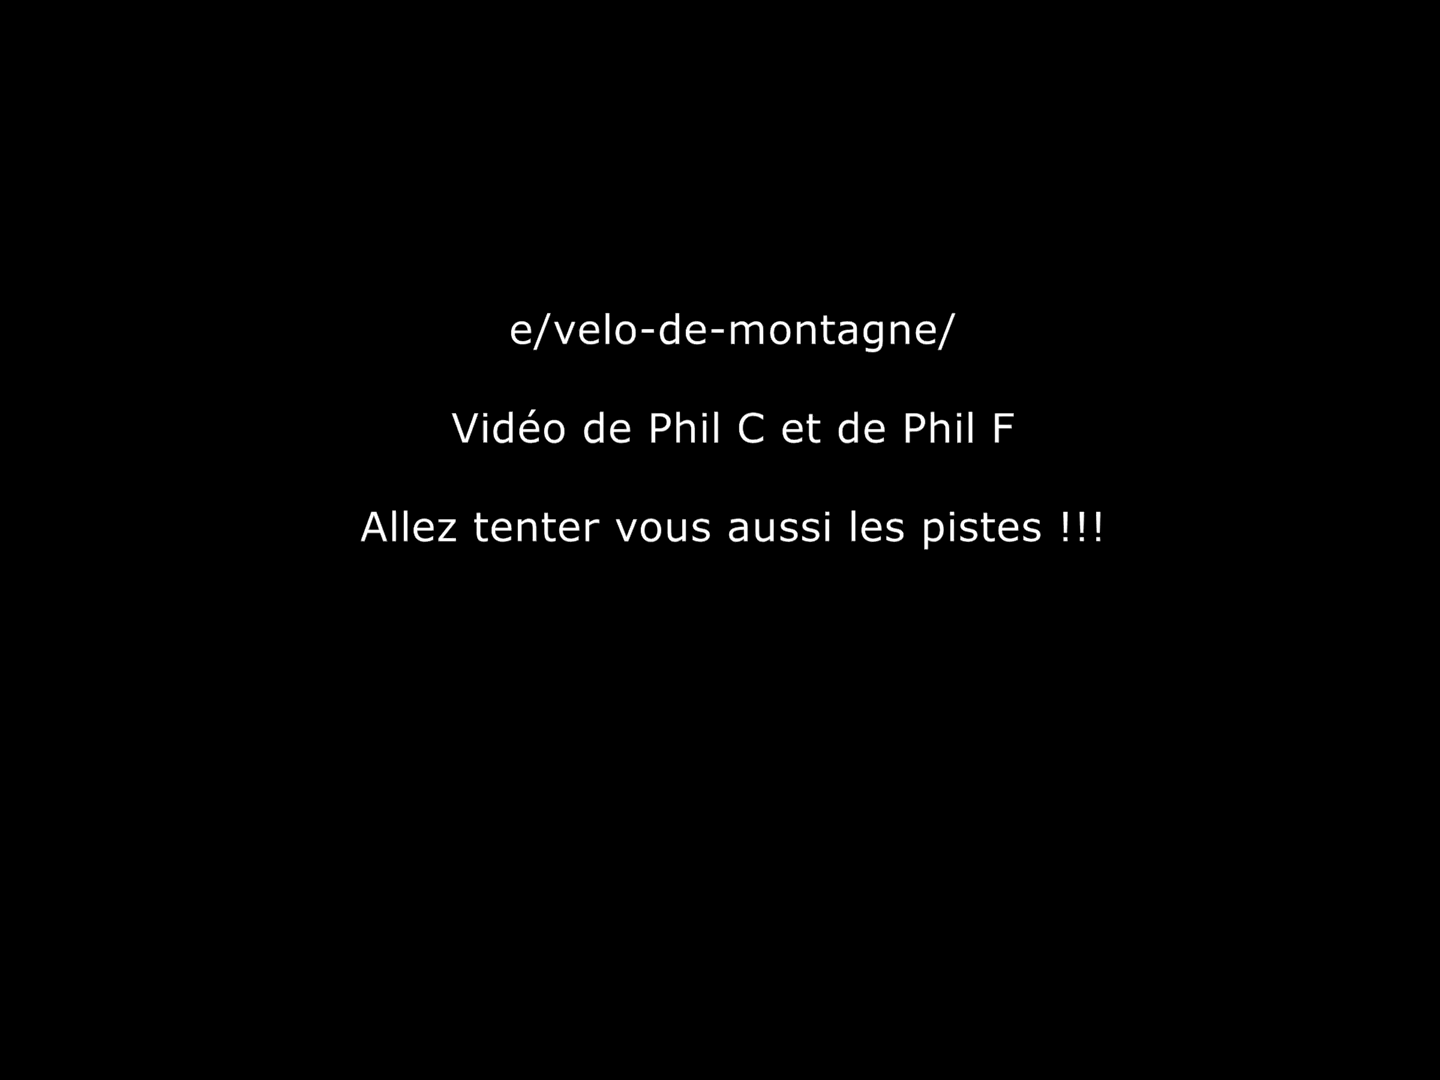 e/velo-de-montagne/
Vidéo de Phil C et de Phil F
Allez tenter vous aussi les pistes !!!